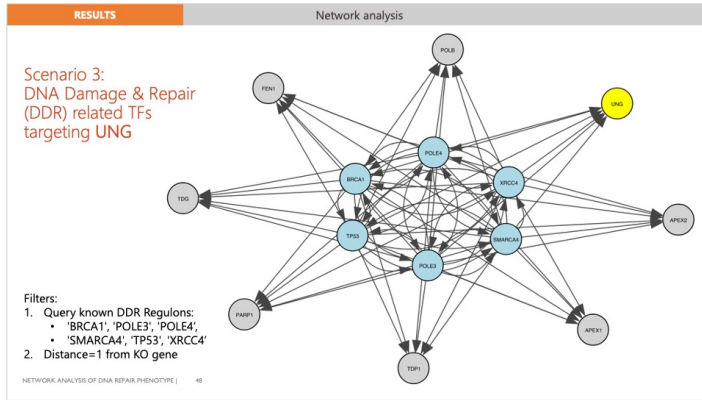 RESULTS
Network analysis
Scenario 3:
DNA Damage & Repair
(DDR) related TFs
targeting UNG
POLB
FEN1
UNG
POLE4
BRCA1
XRCC4
TDG
APEX2
TP53
SMARCA4
POLE3
PARP1
APEX1
TDP1
Filters:
1. Query known DDR Regulons:
• 'BRCA1', 'POLE3', 'POLE4',
• 'SMARCA4', 'TP53', 'XRCC4'
2. Distance=1 from KO gene
NETWORK ANALYSIS OF DNA REPAIR PHENOTYPE | 48